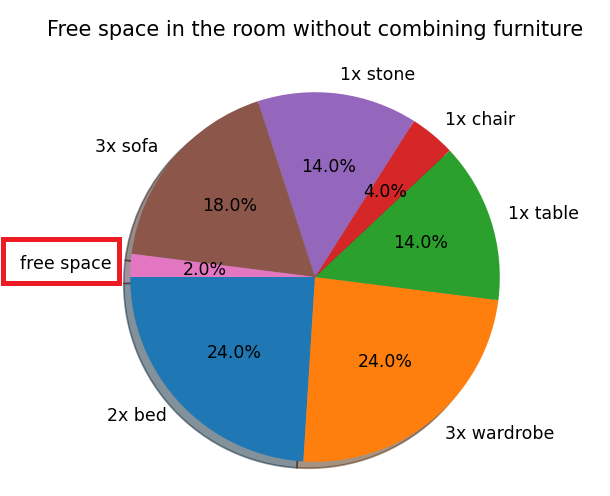 Free space in the room without combining furniture
1x stone
1x chair
3x sofa
14.0%
4.0%
18.0%
1x table
14.0%
free space
2.0%
24.0%
24.0%
2x bed
3x wardrobe